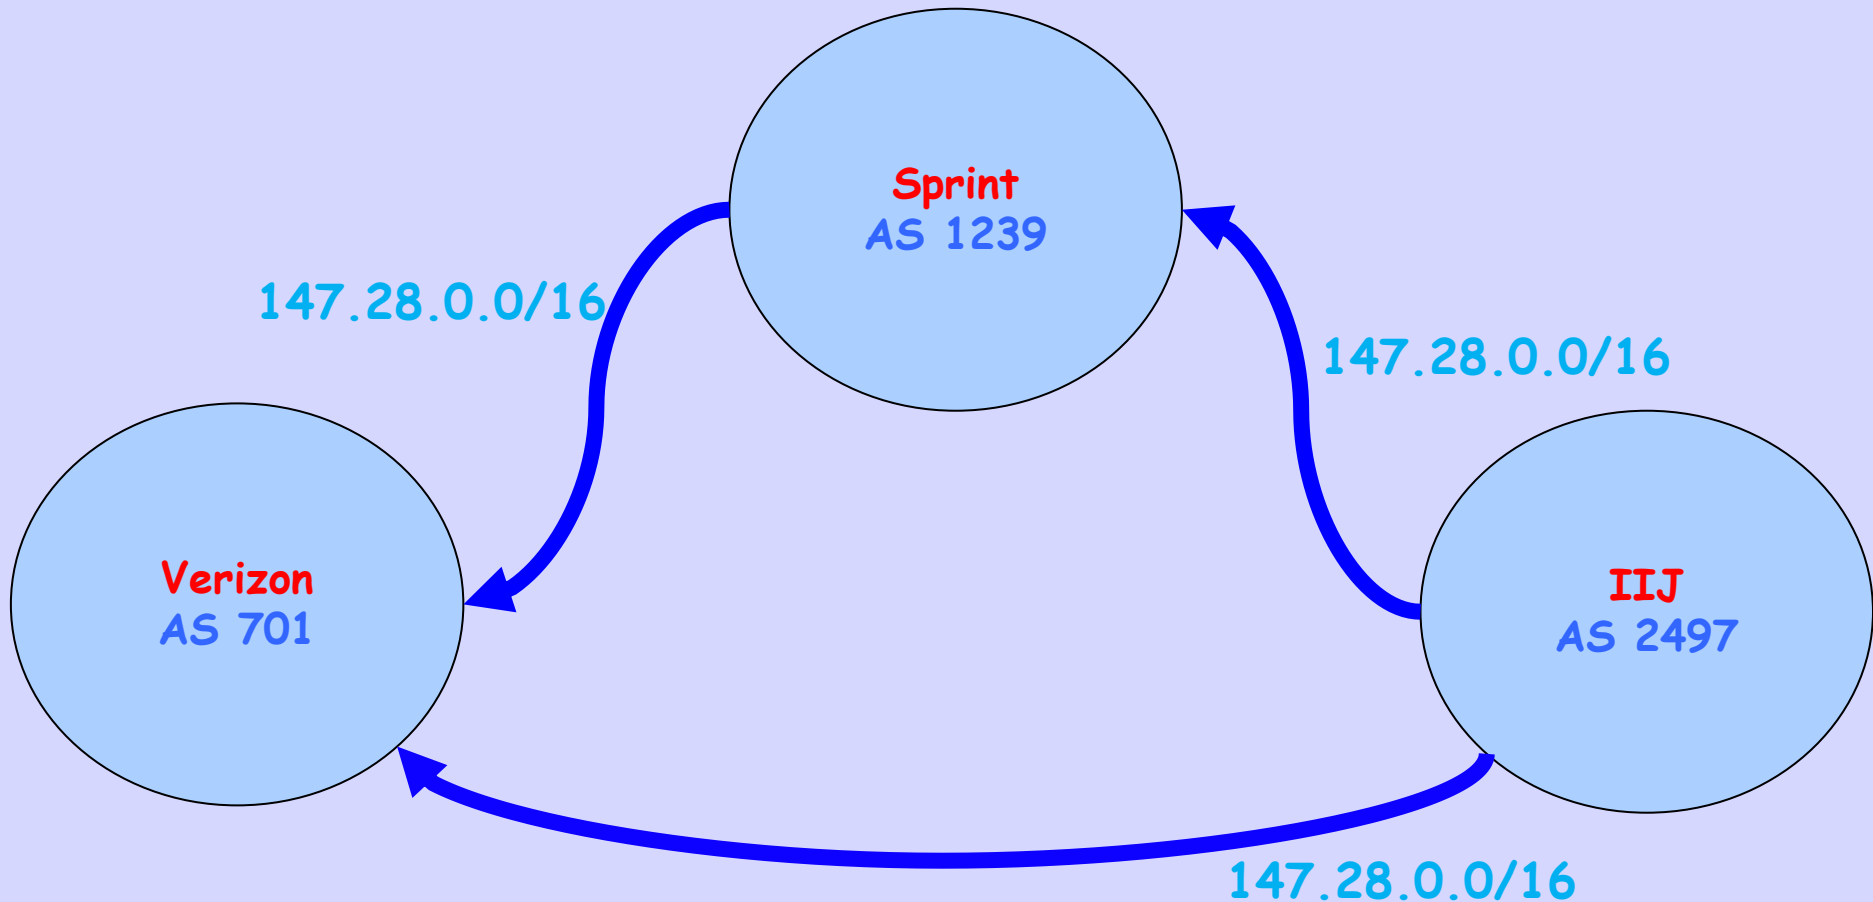 Sprint
AS 1239
147.28.0.0/16
147.28.0.0/16
Verizon
AS 701
IIJ
AS 2497
147.28.0.0/16